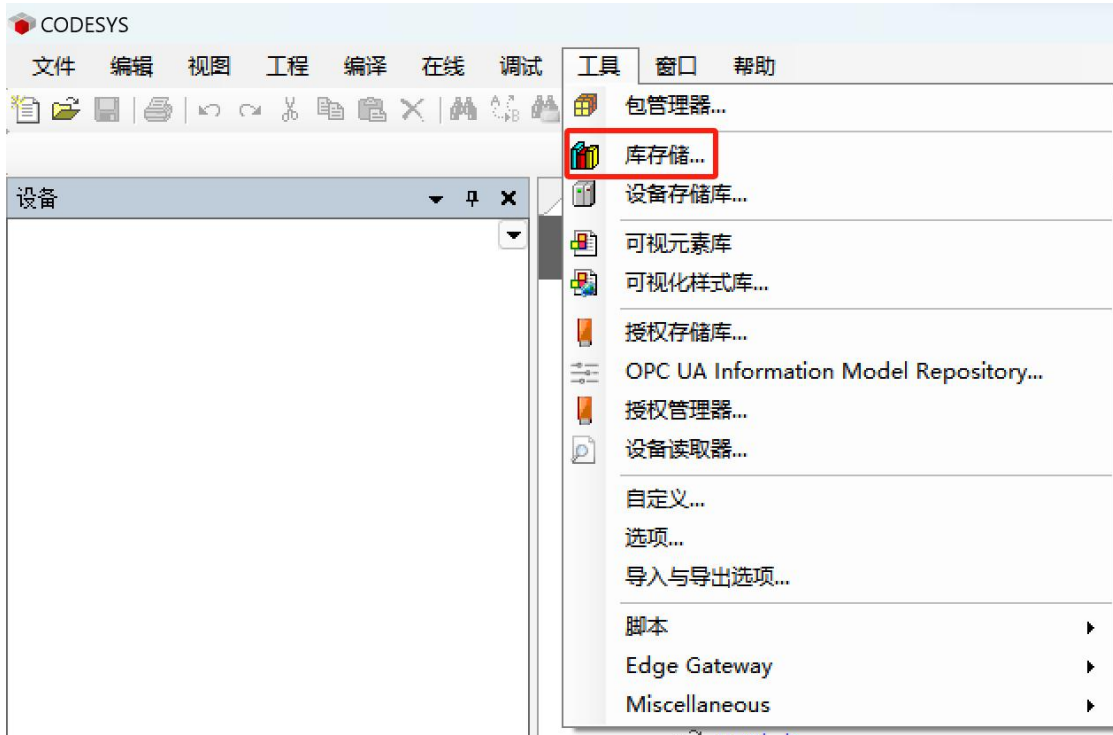 CODESYS
文件 编辑 视图 工程 编译 在线 调试 工具 窗口 帮助
包管理器...
库存储...
设备
设备存储库...
可视元素库
可视化样式库...
授权存储库...
OPC UA Information Model Repository...
授权管理器...
设备读取器...
自定义...
选项...
导入与导出选项...
脚本
Edge Gateway
Miscellaneous